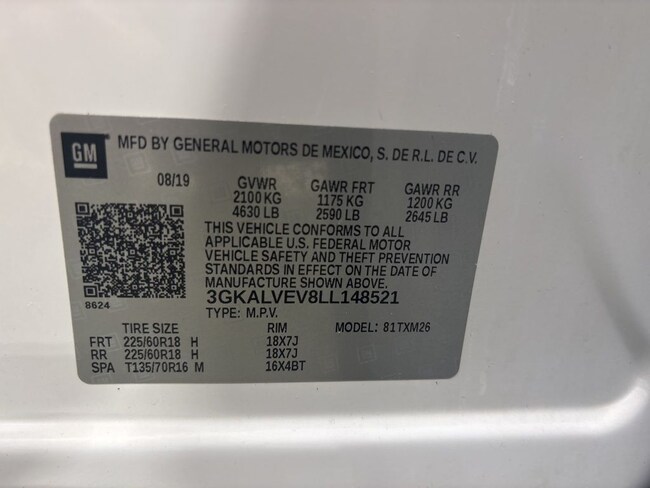 GM
MFD BY GENERAL MOTORS DE MEXICO, S. DE R.L. DE C.V.
08/19 GVWR GAWR FRT GAWR RR
2100 KG 1175 KG 1200 KG
4630 LB 2590 LB 2645 LB
THIS VEHICLE CONFORMS TO ALL
APPLICABLE U.S. FEDERAL MOTOR
VEHICLE SAFETY AND THEFT PREVENTION
STANDARDS IN EFFECT ON THE DATE OF
MANUFACTURE SHOWN ABOVE.
8624 3GKALVEV8LL148521
TYPE: M.P.V.
TIRE SIZE RIM MODEL: 81TXM26
FRT 225/60R18 H 18X7J
RR 225/60R18 H 18X7J
SPA T135/70R16 M 16X4BT